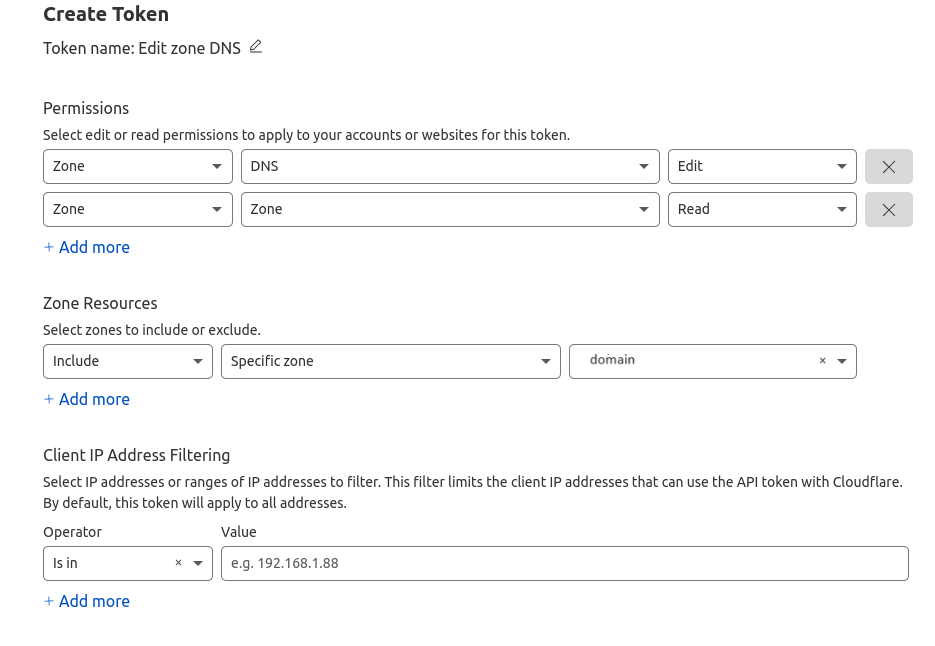 Create Token
Token name: Edit zone DNS
Permissions
Select edit or read permissions to apply to your accounts or websites for this token.
Zone DNS Edit
Zone Zone Read
+ Add more
Zone Resources
Select zones to include or exclude.
Include Specific zone domain ×
+ Add more
Client IP Address Filtering
Select IP addresses or ranges of IP addresses to filter. This filter limits the client IP addresses that can use the API token with Cloudflare.
By default, this token will apply to all addresses.
Operator Value
Is in × e.g. 192.168.1.88
+ Add more